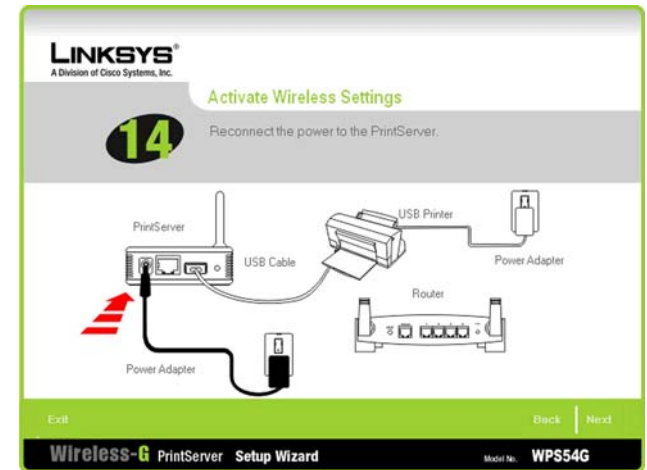 LINKSYS®
A Division of Cisco Systems, Inc.
Activate Wireless Settings
14
Reconnect the power to the PrintServer.
PrintServer
USB Printer
USB Cable
Power Adapter
Router
Power Adapter
Exit
Back
Next
Wireless-G PrintServer Setup Wizard
Model No. WPS54G